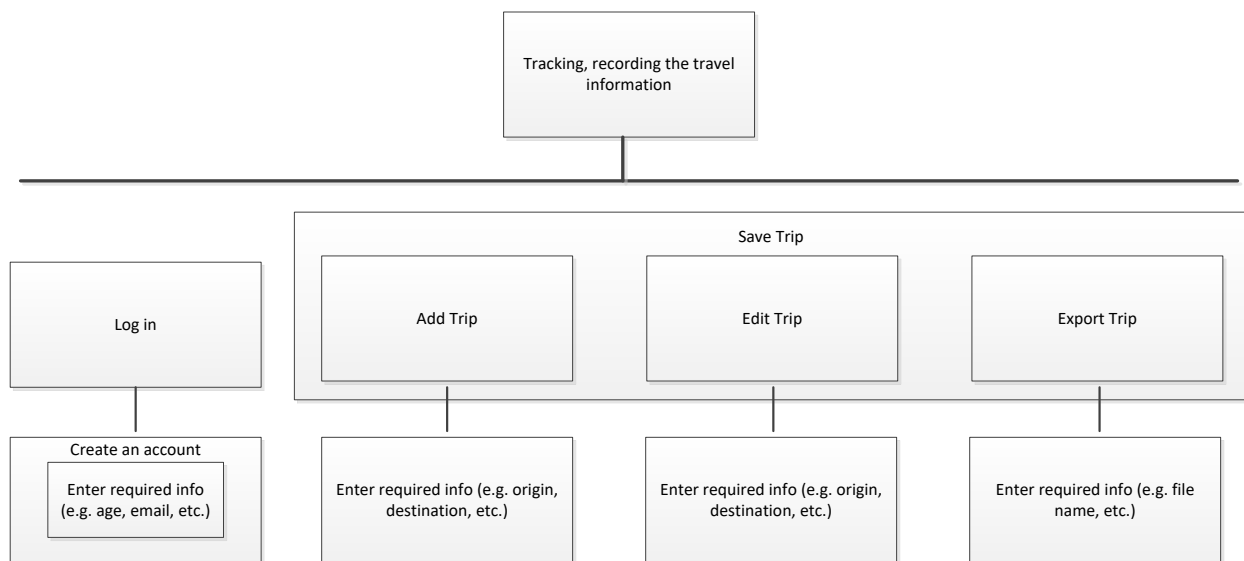 Tracking, recording the travel
information
Save Trip
Log in
Add Trip
Edit Trip
Export Trip
Create an account
Enter required info
(e.g. age, email, etc.)
Enter required info (e.g. origin,
destination, etc.)
Enter required info (e.g. origin,
destination, etc.)
Enter required info (e.g. file
name, etc.)